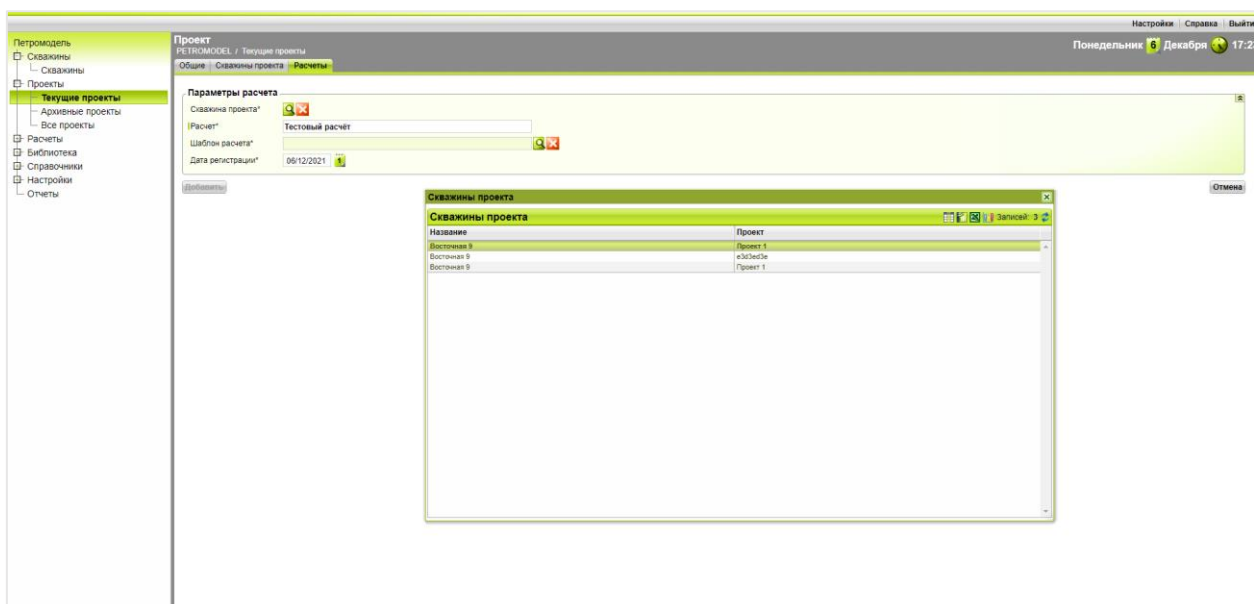 Настройки Справка Выйти
Петромодель
Скважины
Скважины
Проекты
Текущие проекты
Архивные проекты
Все проекты
Расчеты
Библиотека
Справочники
Настройки
Отчеты
Проект
PETROMODEL / Текущие проекты
Понедельник 6 Декабря 17:23
Общие Скважины проекта Расчеты
Параметры расчета
Скважина проекта*
Расчет* Тестовый расчёт
Шаблон расчета*
Дата регистрации* 06/12/2021 1
Добавить Отмена
Скважины проекта
Скважины проекта Записей: 3
Название Проект
Восточная 9 Проект 1
Восточная 9 e3d3ed3e
Восточная 9 Проект 1